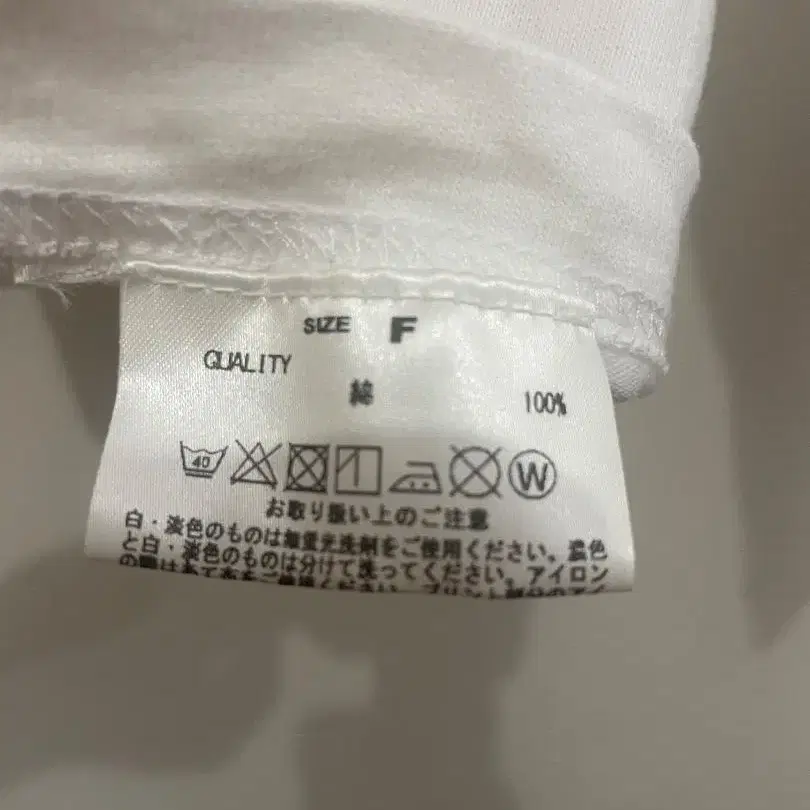 SIZE F
QUALITY
綿 100%
40 W
お取り扱い上のご注意
白・淡色のものは無蛍光洗剤をご使用ください。濃色
と白・淡色のものは分けて洗ってください。アイロン